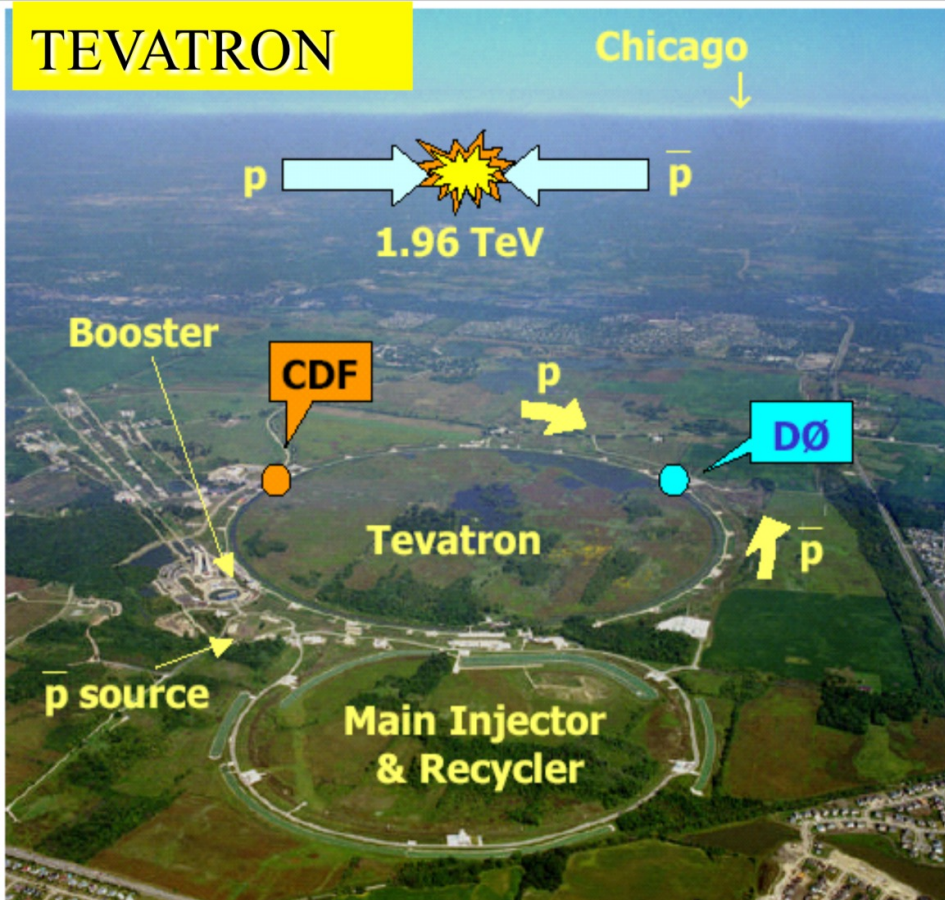 TEVATRON
Chicago
p
p̅
1.96 TeV
Booster
CDF
p
DØ
Tevatron
p̅
p̅ source
Main Injector
& Recycler